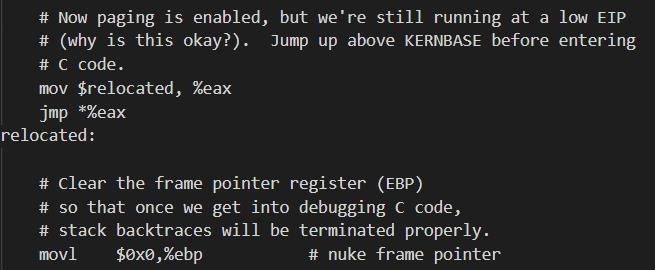 # Now paging is enabled, but we're still running at a low EIP
# (why is this okay?).  Jump up above KERNBASE before entering
# C code.
mov $relocated, %eax
jmp *%eax
relocated:
# Clear the frame pointer register (EBP)
# so that once we get into debugging C code,
# stack backtraces will be terminated properly.
movl    $0x0,%ebp           # nuke frame pointer